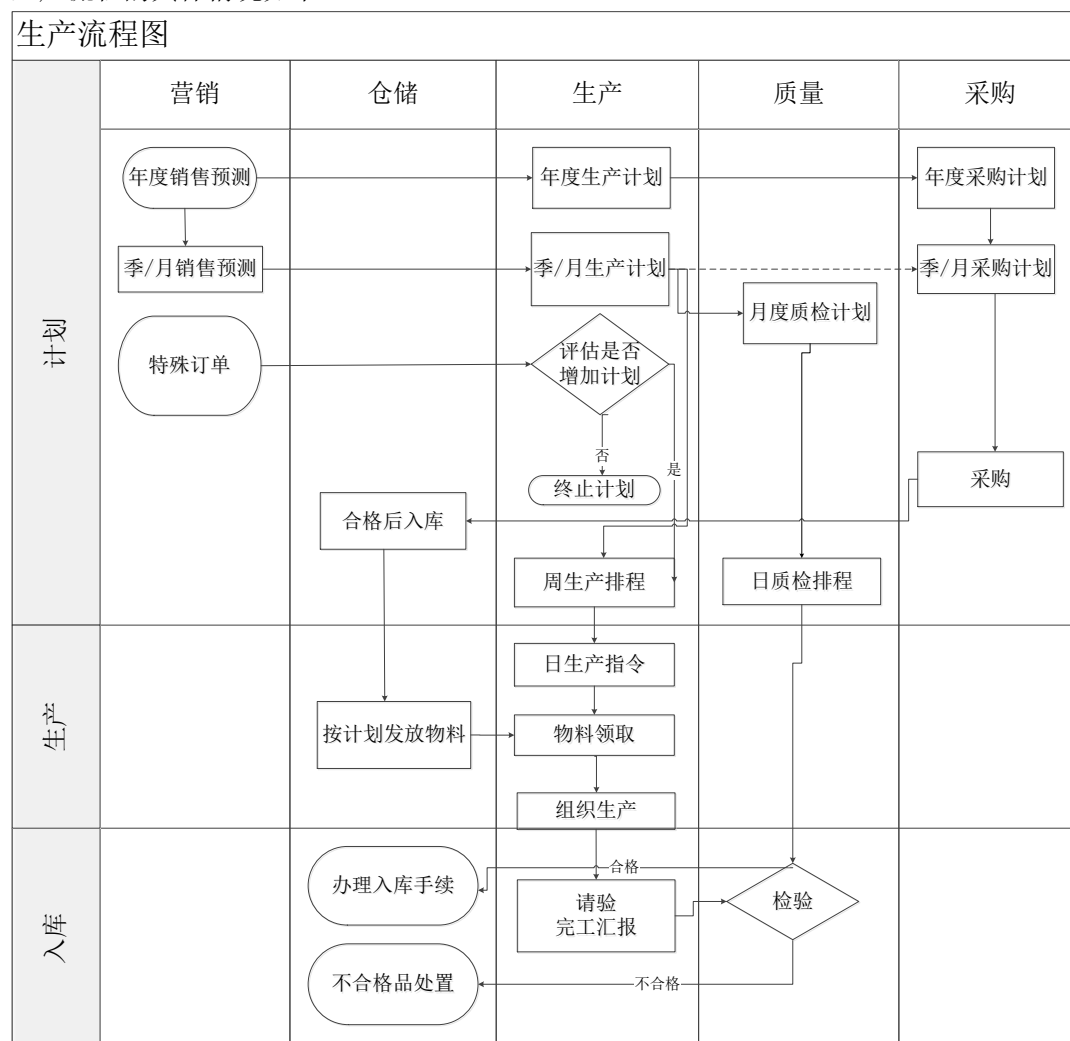 生产流程图
营销
仓储
生产
质量
采购
计划
年度销售预测
年度生产计划
年度采购计划
季/月销售预测
季/月生产计划
季/月采购计划
月度质检计划
特殊订单
评估是否
增加计划
否
是
终止计划
采购
合格后入库
周生产排程
日质检排程
生产
日生产指令
按计划发放物料
物料领取
组织生产
入库
合格
办理入库手续
请验
完工汇报
检验
不合格品处置
不合格